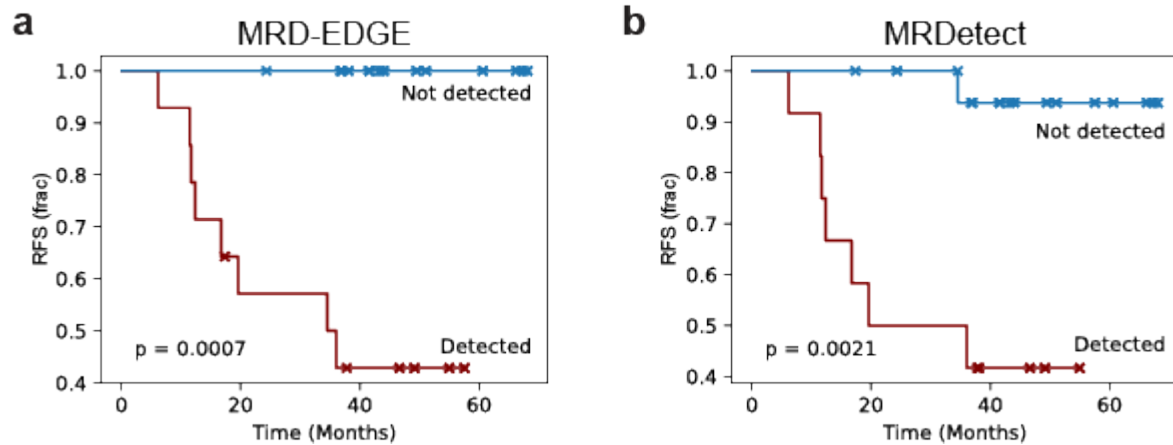 a
MRD-EDGE
RFS (frac)
1.0
0.9
0.8
0.7
0.6
0.5
0.4
Not detected
Detected
p = 0.0007
0 20 40 60
Time (Months)
b
MRDetect
RFS (frac)
1.0
0.9
0.8
0.7
0.6
0.5
0.4
Not detected
Detected
p = 0.0021
0 20 40 60
Time (Months)